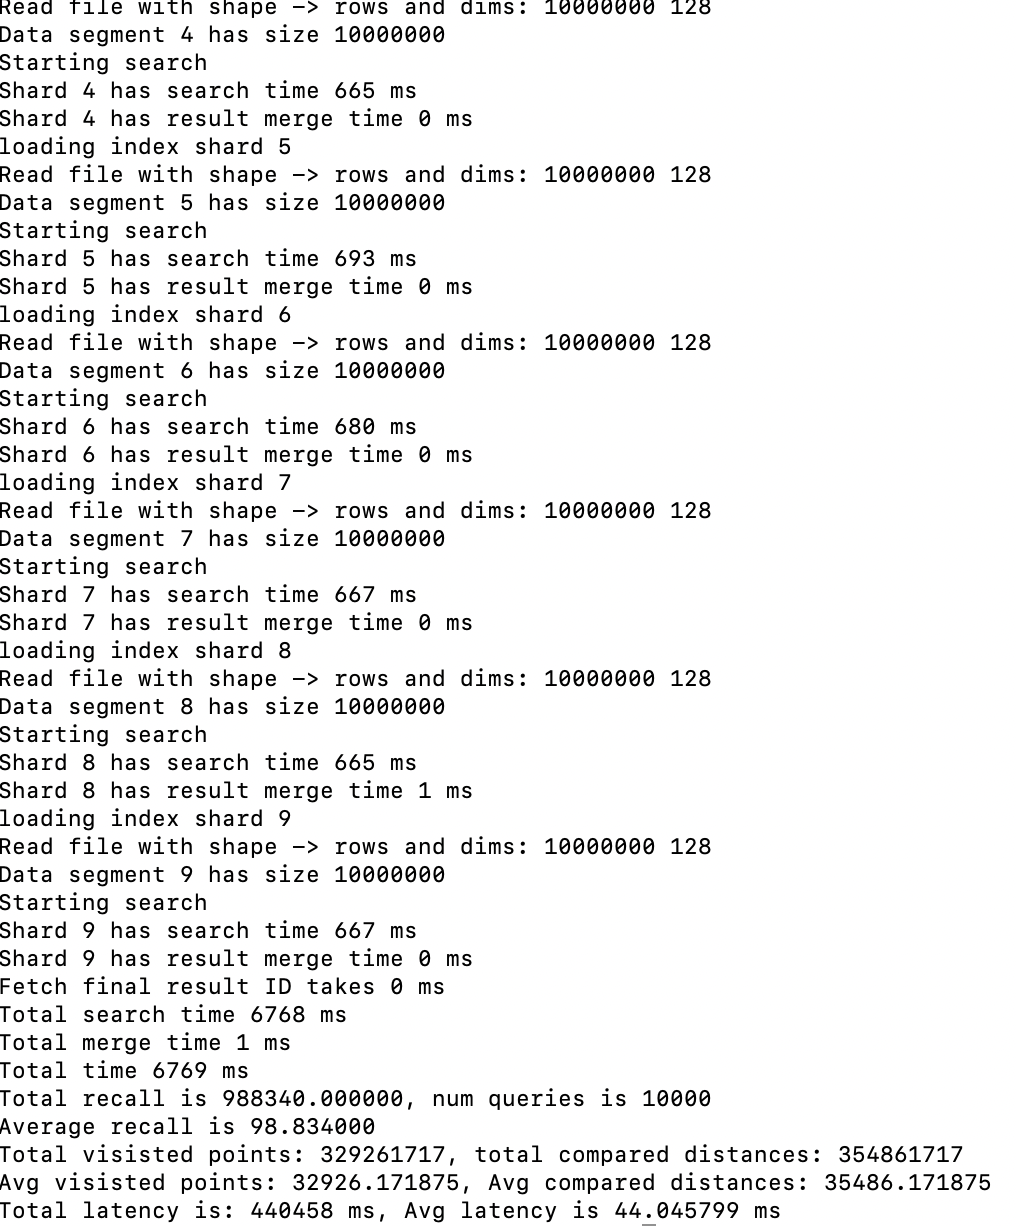 Read file with shape —> rows and dims: 10000000 128
Data segment 4 has size 10000000
Starting search
Shard 4 has search time 665 ms
Shard 4 has result merge time 0 ms
loading index shard 5
Read file with shape —> rows and dims: 10000000 128
Data segment 5 has size 10000000
Starting search
Shard 5 has search time 693 ms
Shard 5 has result merge time 0 ms
loading index shard 6
Read file with shape —> rows and dims: 10000000 128
Data segment 6 has size 10000000
Starting search
Shard 6 has search time 680 ms
Shard 6 has result merge time 0 ms
loading index shard 7
Read file with shape —> rows and dims: 10000000 128
Data segment 7 has size 10000000
Starting search
Shard 7 has search time 667 ms
Shard 7 has result merge time 0 ms
loading index shard 8
Read file with shape —> rows and dims: 10000000 128
Data segment 8 has size 10000000
Starting search
Shard 8 has search time 665 ms
Shard 8 has result merge time 1 ms
loading index shard 9
Read file with shape —> rows and dims: 10000000 128
Data segment 9 has size 10000000
Starting search
Shard 9 has search time 667 ms
Shard 9 has result merge time 0 ms
Fetch final result ID takes 0 ms
Total search time 6768 ms
Total merge time 1 ms
Total time 6769 ms
Total recall is 988340.000000, num queries is 10000
Average recall is 98.834000
Total visisted points: 329261717, total compared distances: 354861717
Avg visisted points: 32926.171875, Avg compared distances: 35486.171875
Total latency is: 440458 ms, Avg latency is 44.045799 ms